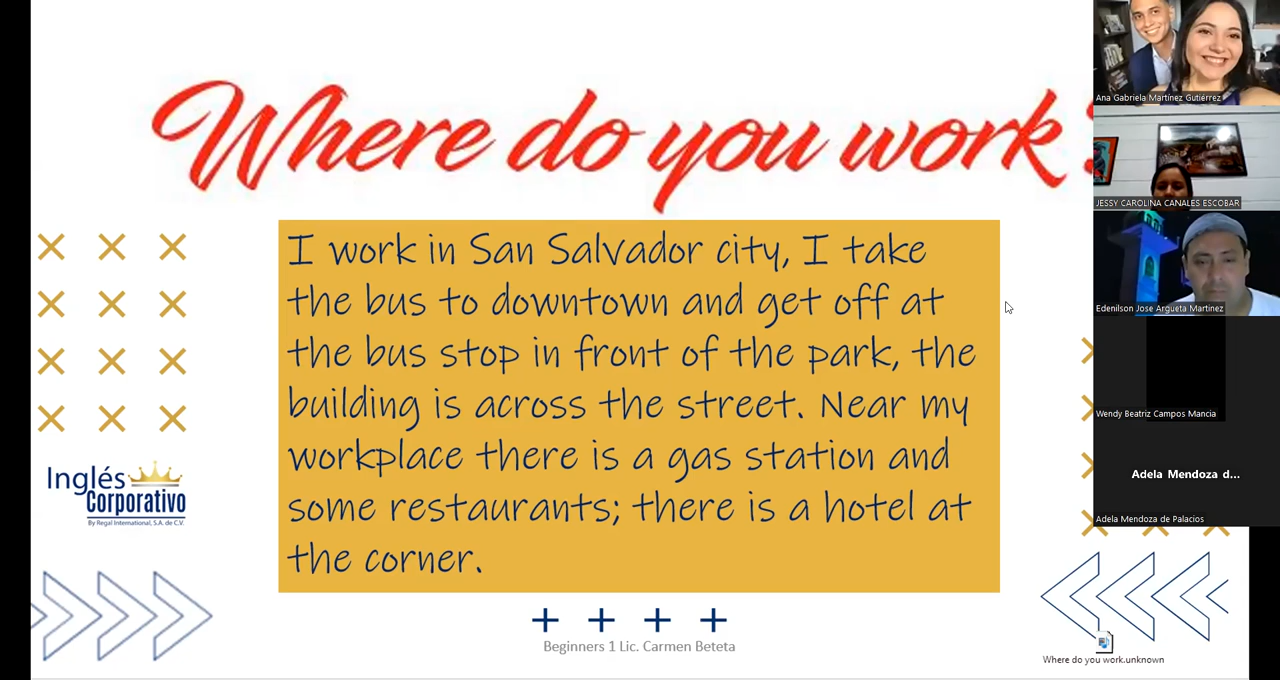 Where do you work?
I work in San Salvador city, I take
the bus to downtown and get off at
the bus stop in front of the park, the
building is across the street. Near my
workplace there is a gas station and
some restaurants; there is a hotel at
the corner.
Inglés
Corporativo
By Regal International, S.A. de C.V.
Beginners 1 Lic. Carmen Beteta
Where do you work.unknown
Ana Gabriela Martinez Gutierrez
JESSY CAROLINA CANALES ESCOBAR
Edenilson Jose Argueta Martinez
Wendy Beatriz Campos Mancia
Adela Mendoza d...
Adela Mendoza de Palacios